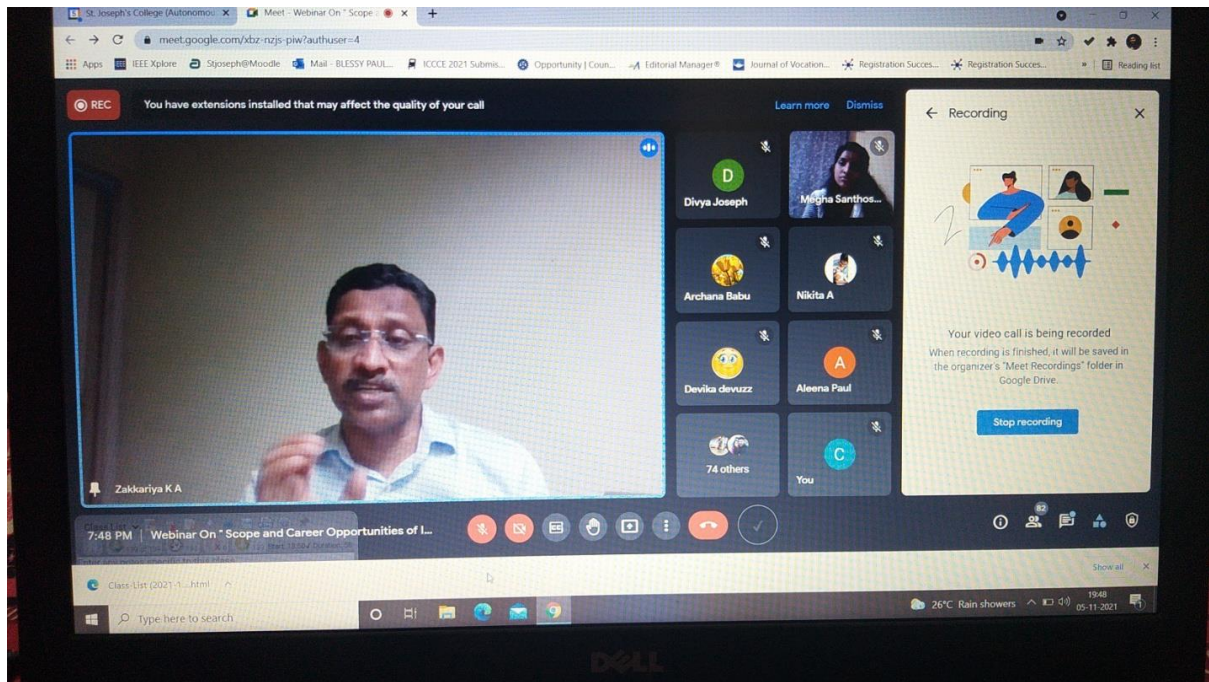 St. Joseph's College (Autonomou
Meet - Webinar On " Scope
meet.google.com/xbz-nzjs-piw?authuser=4
Apps IEEE Xplore Stjoseph@Moodle Mail - BLESSY PAUL... ICCCE 2021 Submis... Opportunity | Coun... Editorial Manager® Journal of Vocation... Registration Succes... Registration Succes... » Reading list
REC
You have extensions installed that may affect the quality of your call
Learn more Dismiss
Recording
D
Divya Joseph
Megha Santhos...
Archana Babu
Nikita A
Devika devuzz
A
Aleena Paul
74 others
C
You
Zakkariya K A
Your video call is being recorded
When recording is finished, it will be saved in
the organizer's "Meet Recordings" folder in
Google Drive.
Stop recording
7:48 PM | Webinar On " Scope and Career Opportunities of I...
CC
82
Class-List (2021-1....html
Show all
Type here to search
26°C Rain showers
19:48
05-11-2021
1
DELL